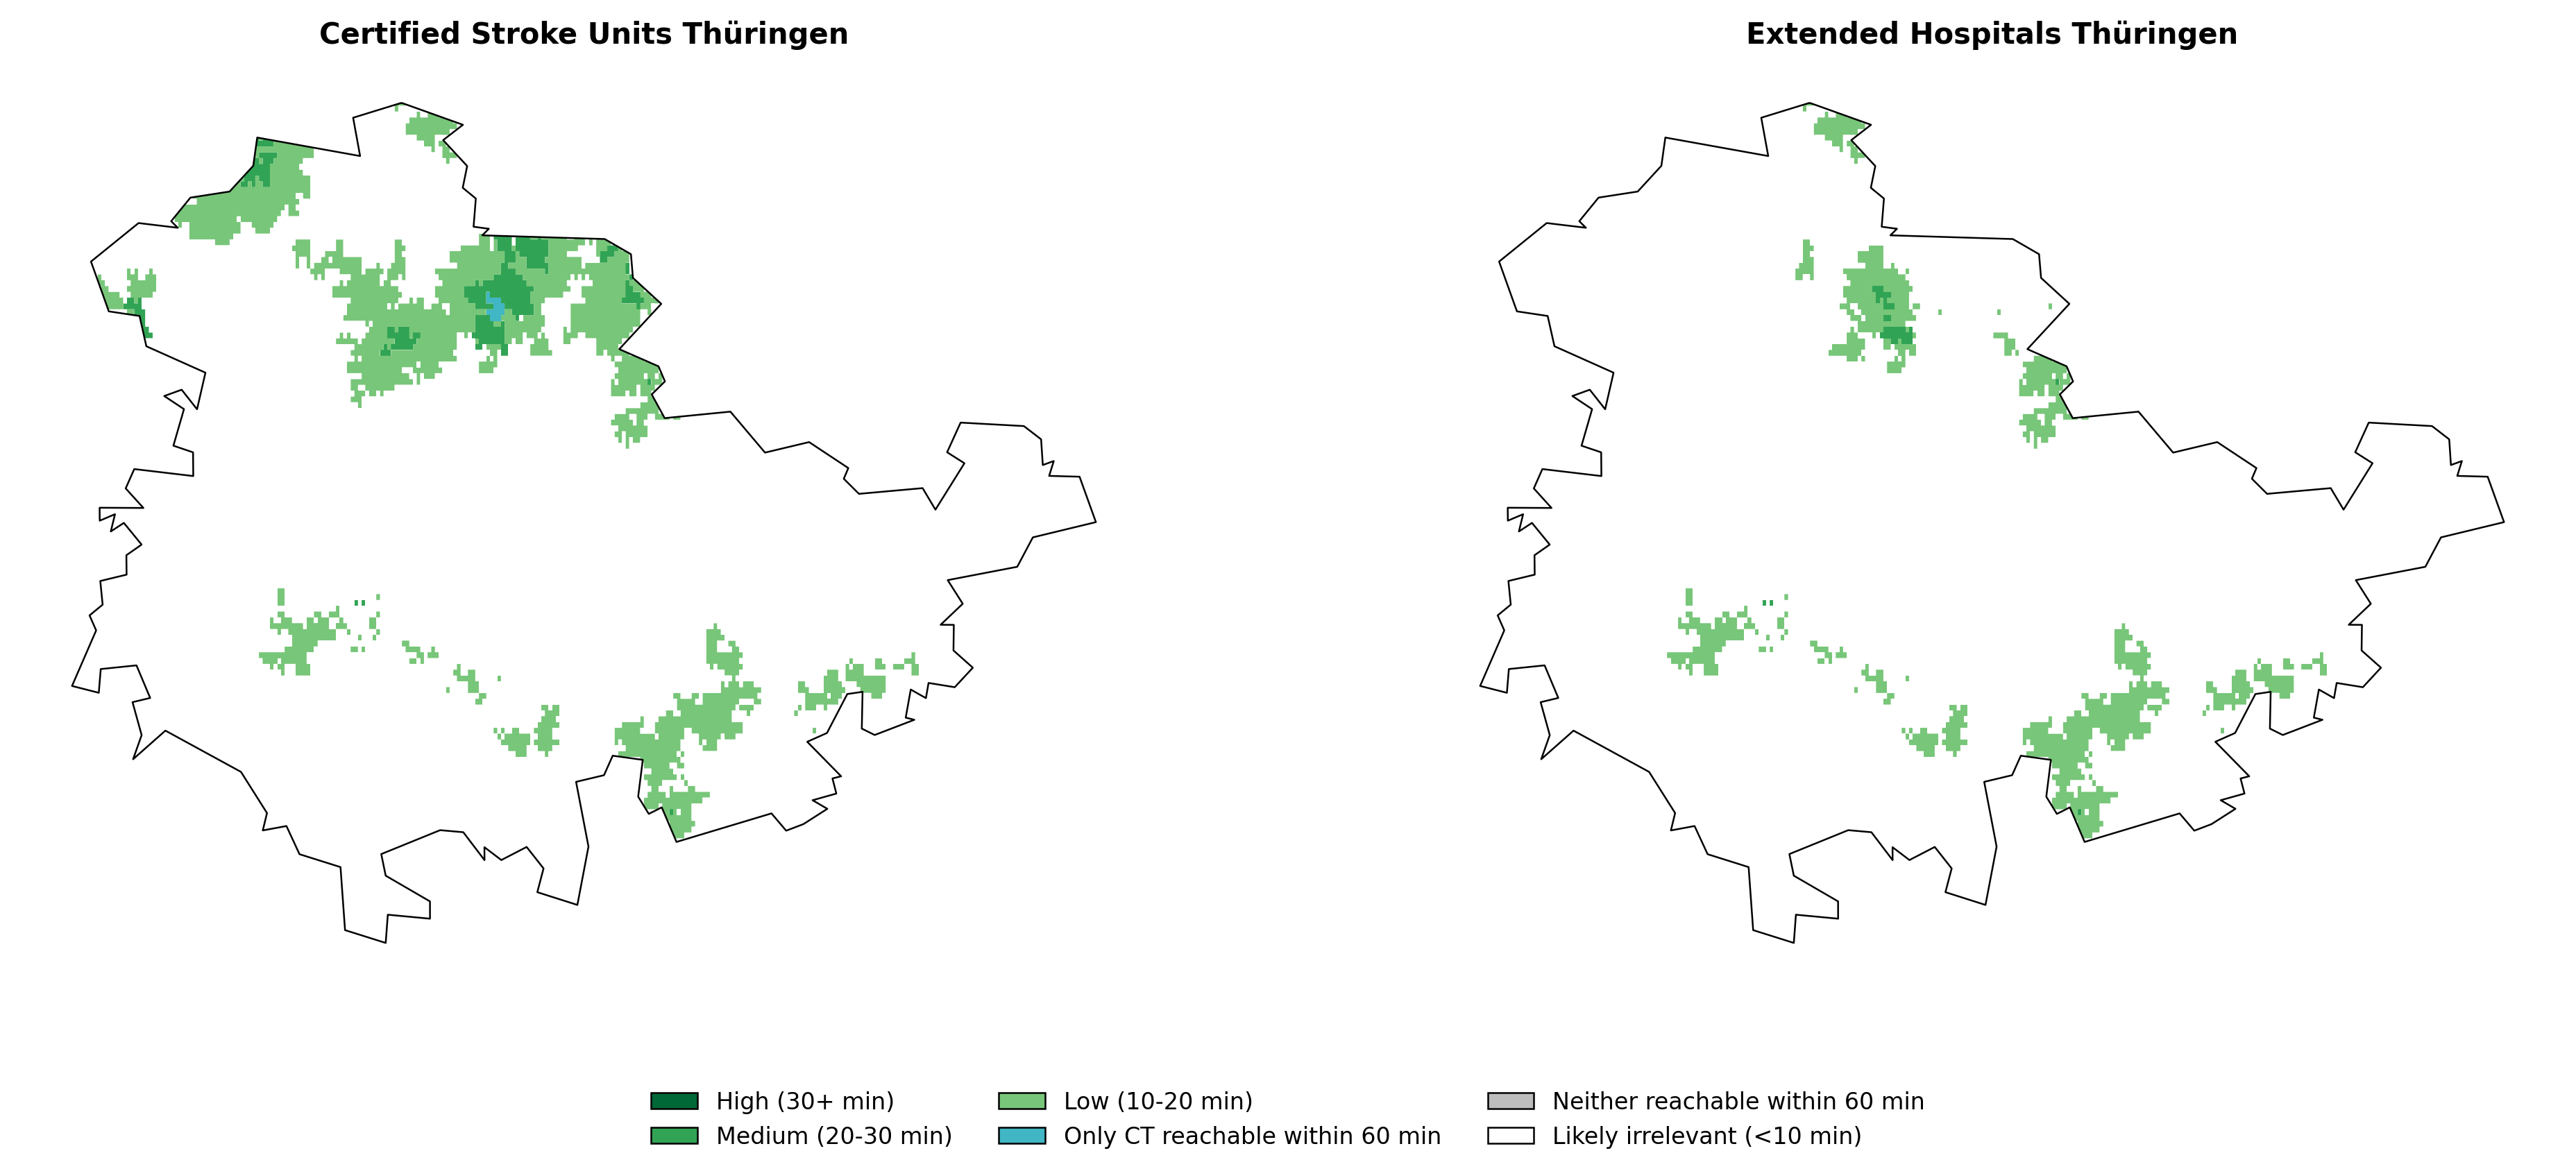 Certified Stroke Units Thüringen
Extended Hospitals Thüringen
High (30+ min)
Medium (20-30 min)
Low (10-20 min)
Only CT reachable within 60 min
Neither reachable within 60 min
Likely irrelevant (<10 min)